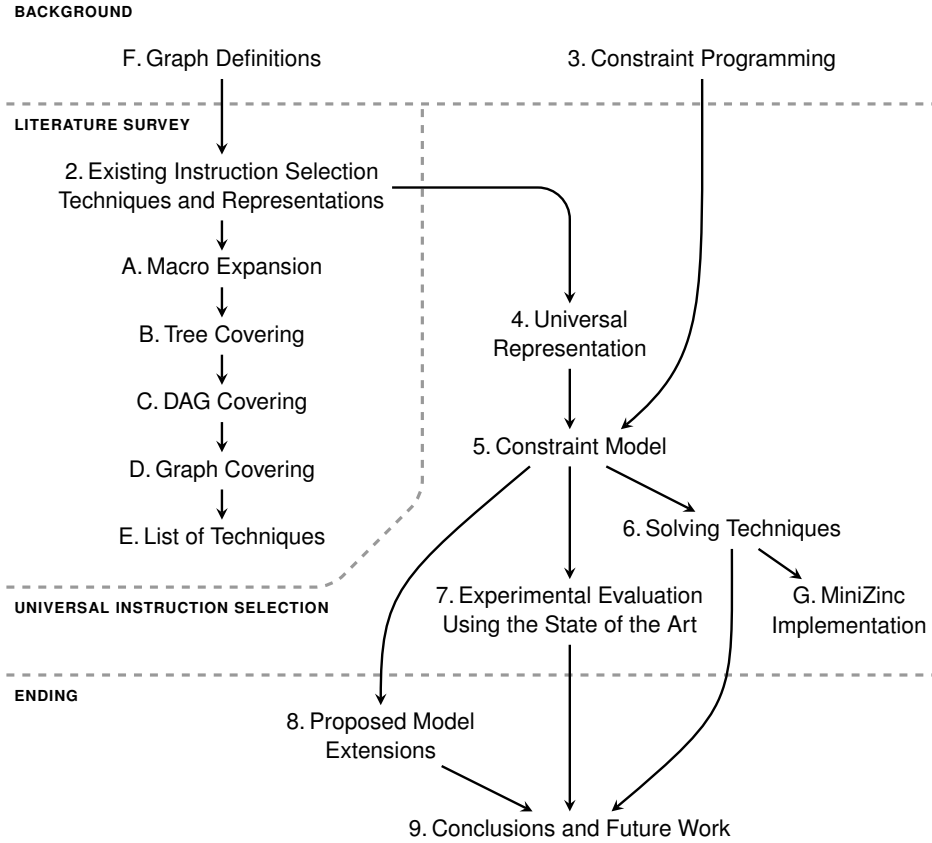 BACKGROUND
F. Graph Definitions
3. Constraint Programming
LITERATURE SURVEY
2. Existing Instruction Selection
Techniques and Representations
A. Macro Expansion
4. Universal
Representation
B. Tree Covering
C. DAG Covering
5. Constraint Model
D. Graph Covering
E. List of Techniques
6. Solving Techniques
UNIVERSAL INSTRUCTION SELECTION
7. Experimental Evaluation
Using the State of the Art
G. MiniZinc
Implementation
ENDING
8. Proposed Model
Extensions
9. Conclusions and Future Work